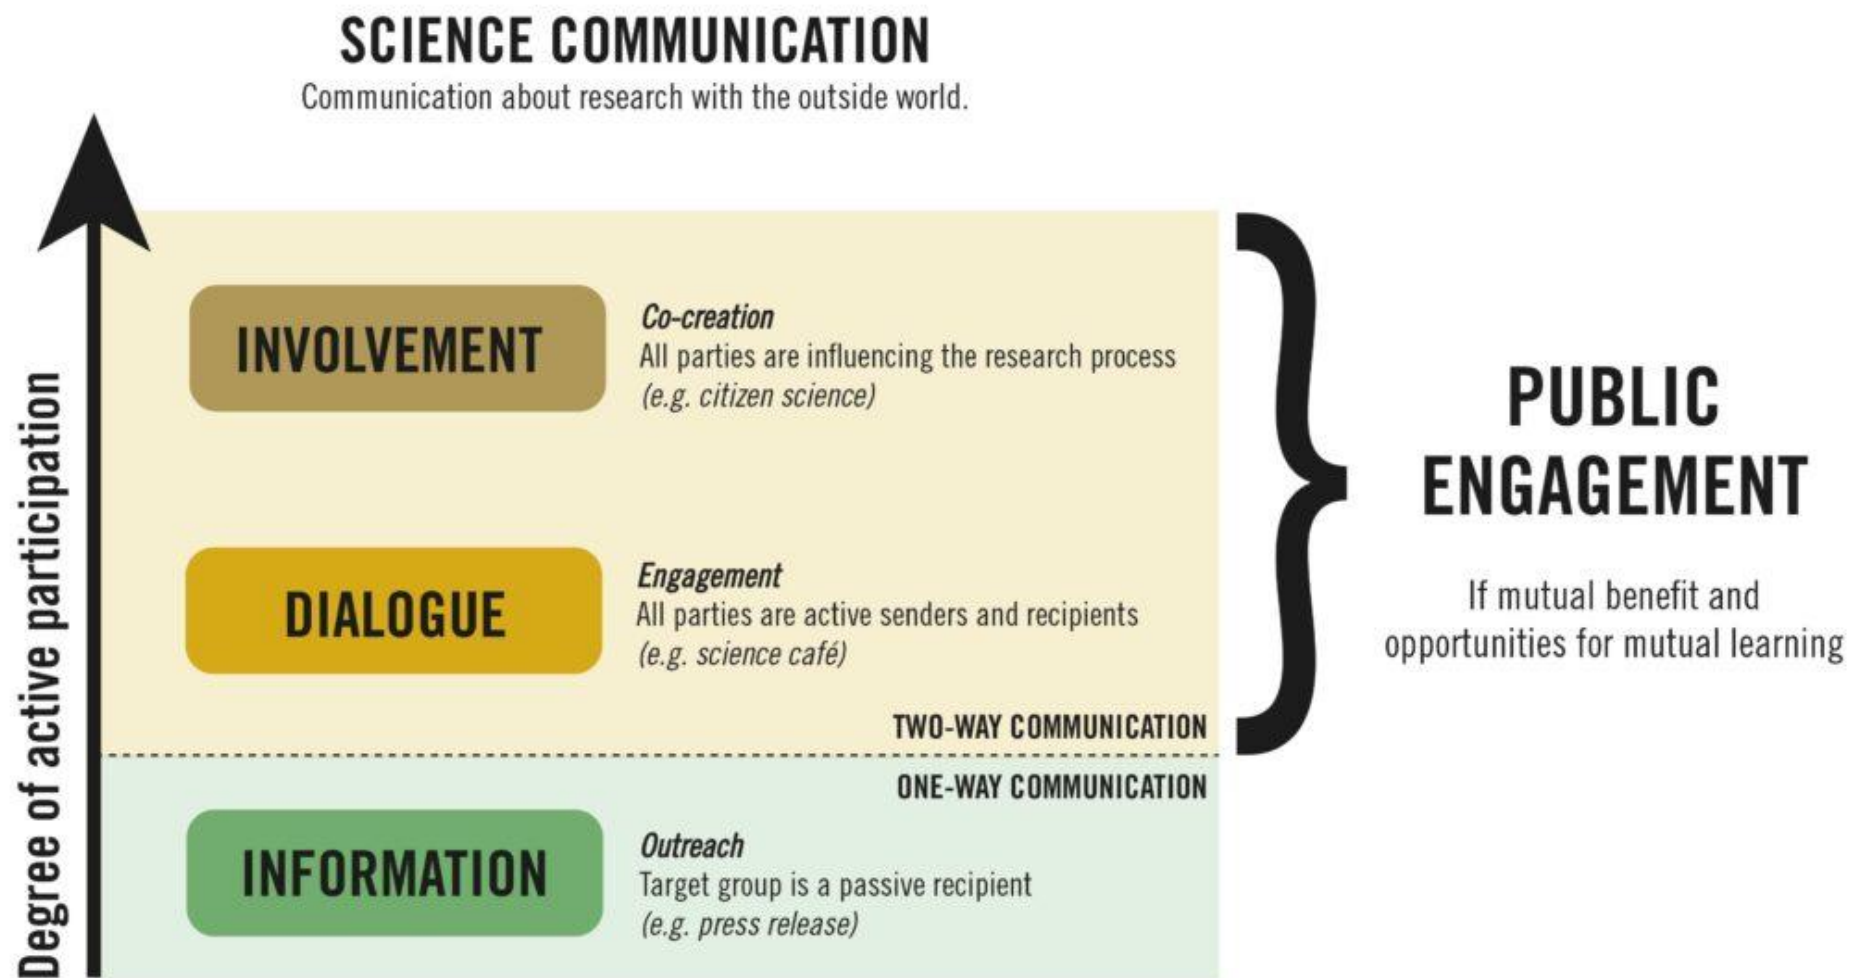 SCIENCE COMMUNICATION
Communication about research with the outside world.
Degree of active participation
INVOLVEMENT
Co-creation
All parties are influencing the research process
(e.g. citizen science)
DIALOGUE
Engagement
All parties are active senders and recipients
(e.g. science café)
TWO-WAY COMMUNICATION
ONE-WAY COMMUNICATION
INFORMATION
Outreach
Target group is a passive recipient
(e.g. press release)
PUBLIC
ENGAGEMENT
If mutual benefit and
opportunities for mutual learning